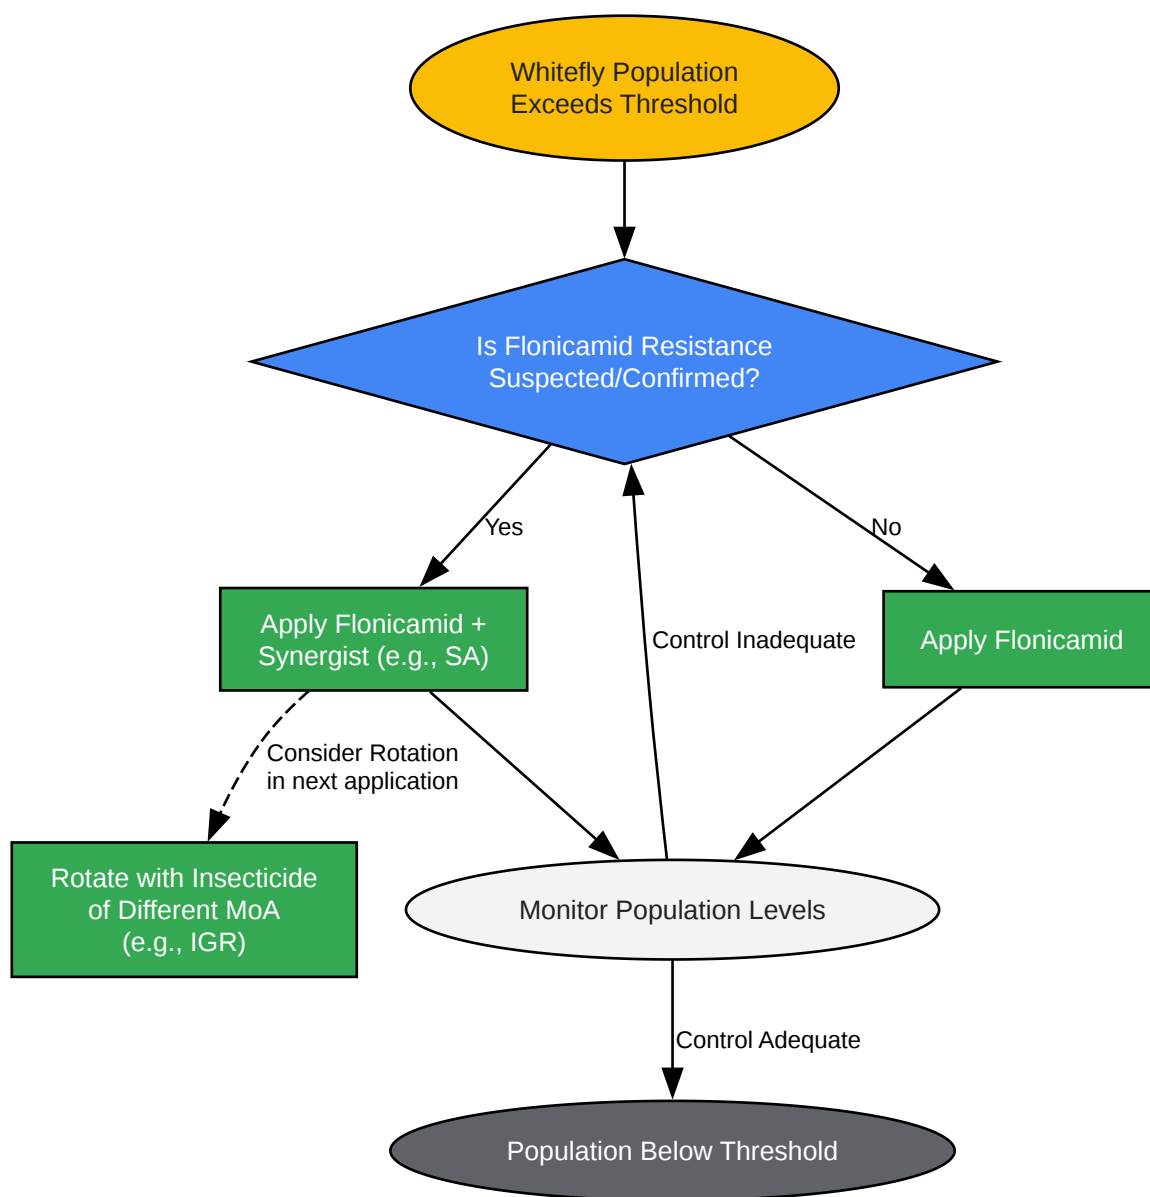 Whitefly Population
Exceeds Threshold
Is Flonicamid Resistance
Suspected/Confirmed?
Yes
No
Apply Flonicamid +
Synergist (e.g., SA)
Control Inadequate
Apply Flonicamid
Consider Rotation
in next application
Rotate with Insecticide
of Different MoA
(e.g., IGR)
Monitor Population Levels
Control Adequate
Population Below Threshold